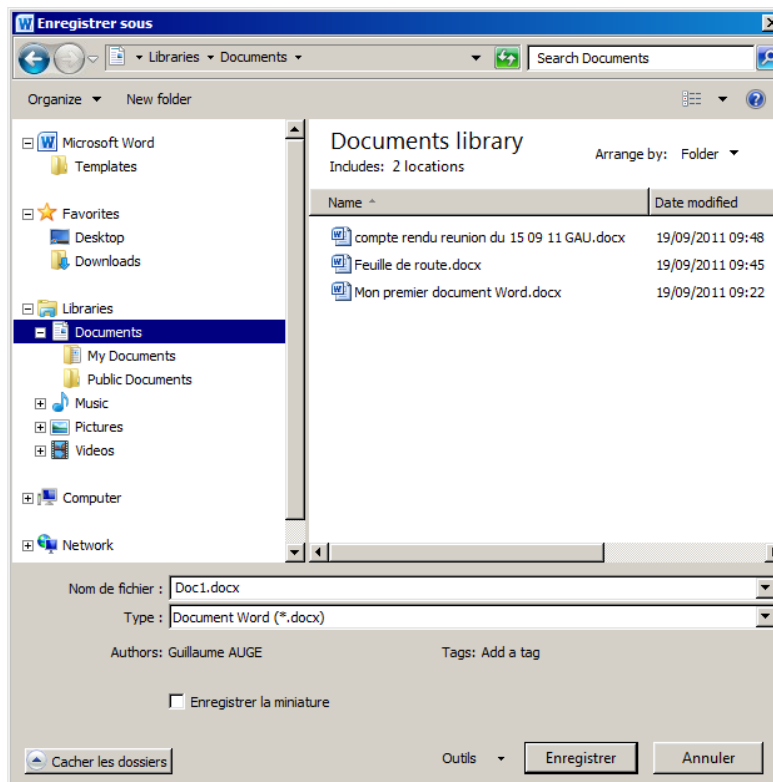 Enregistrer sous
Libraries Documents Search Documents
Organize New folder
Microsoft Word
Templates
Favorites
Desktop
Downloads
Libraries
Documents
My Documents
Public Documents
Music
Pictures
Videos
Computer
Network
Documents library
Includes: 2 locations
Arrange by: Folder
Name Date modified
compte rendu reunion du 15 09 11 GAU.docx 19/09/2011 09:48
Feuille de route.docx 19/09/2011 09:45
Mon premier document Word.docx 19/09/2011 09:22
Nom de fichier : Doc1.docx
Type : Document Word (*.docx)
Authors: Guillaume AUGE Tags: Add a tag
Enregistrer la miniature
Cacher les dossiers Outils Enregistrer Annuler